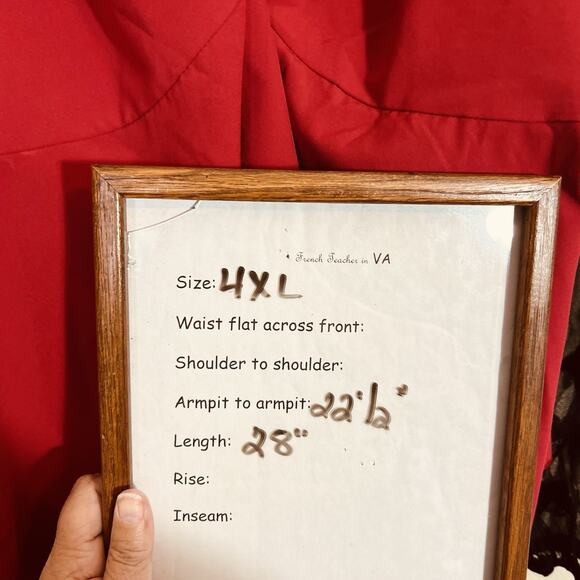 French Teacher in VA
Size: 4XL
Waist flat across front:
Shoulder to shoulder:
Armpit to armpit: 22 1/2"
Length: 28"
Rise:
Inseam: